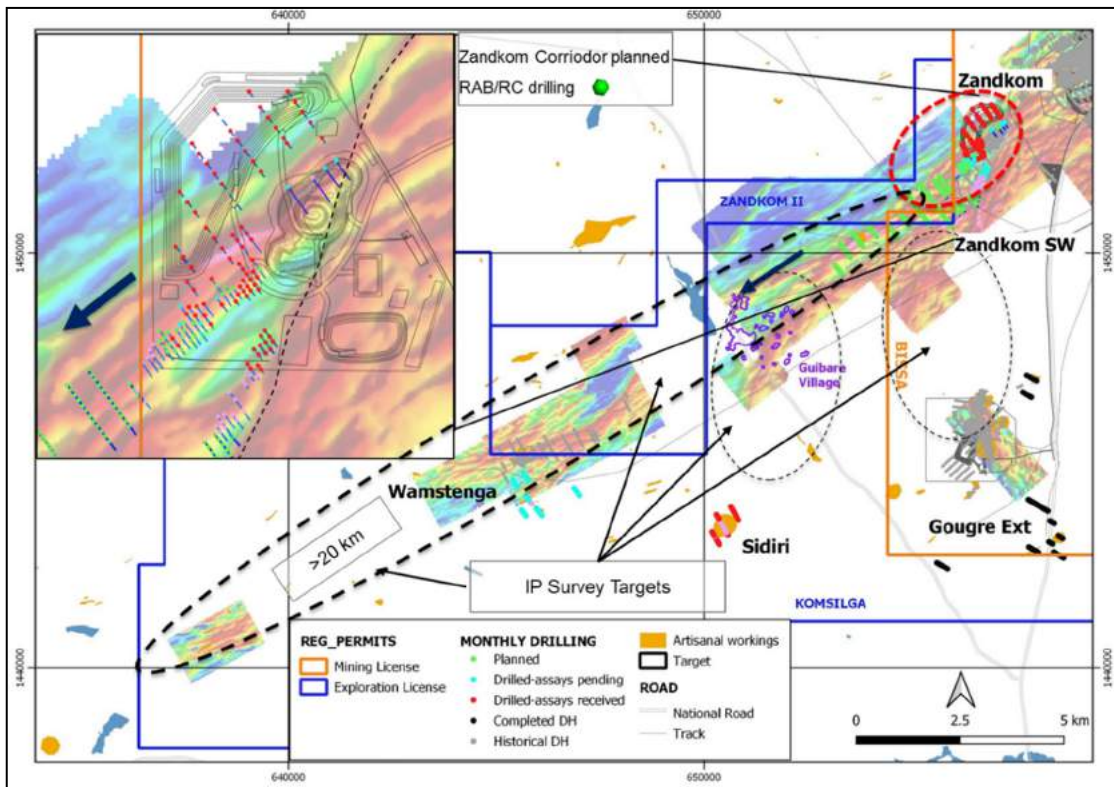 640000
650000
Zandkom Corriodor planned
RAB/RC drilling
Zandkom
ZANDKOM II
1450000
1450000
Zandkom SW
BISSA
Guibare
Village
Wamstenga
>20 km
Sidiri
Gougre Ext
IP Survey Targets
KOMSILGA
REG_PERMITS
Mining License
Exploration License
MONTHLY DRILLING
Planned
Drilled-assays pending
Drilled-assays received
Completed DH
Historical DH
Artisanal workings
Target
ROAD
National Road
Track
0 2.5 5 km
1440000
1440000
640000
650000